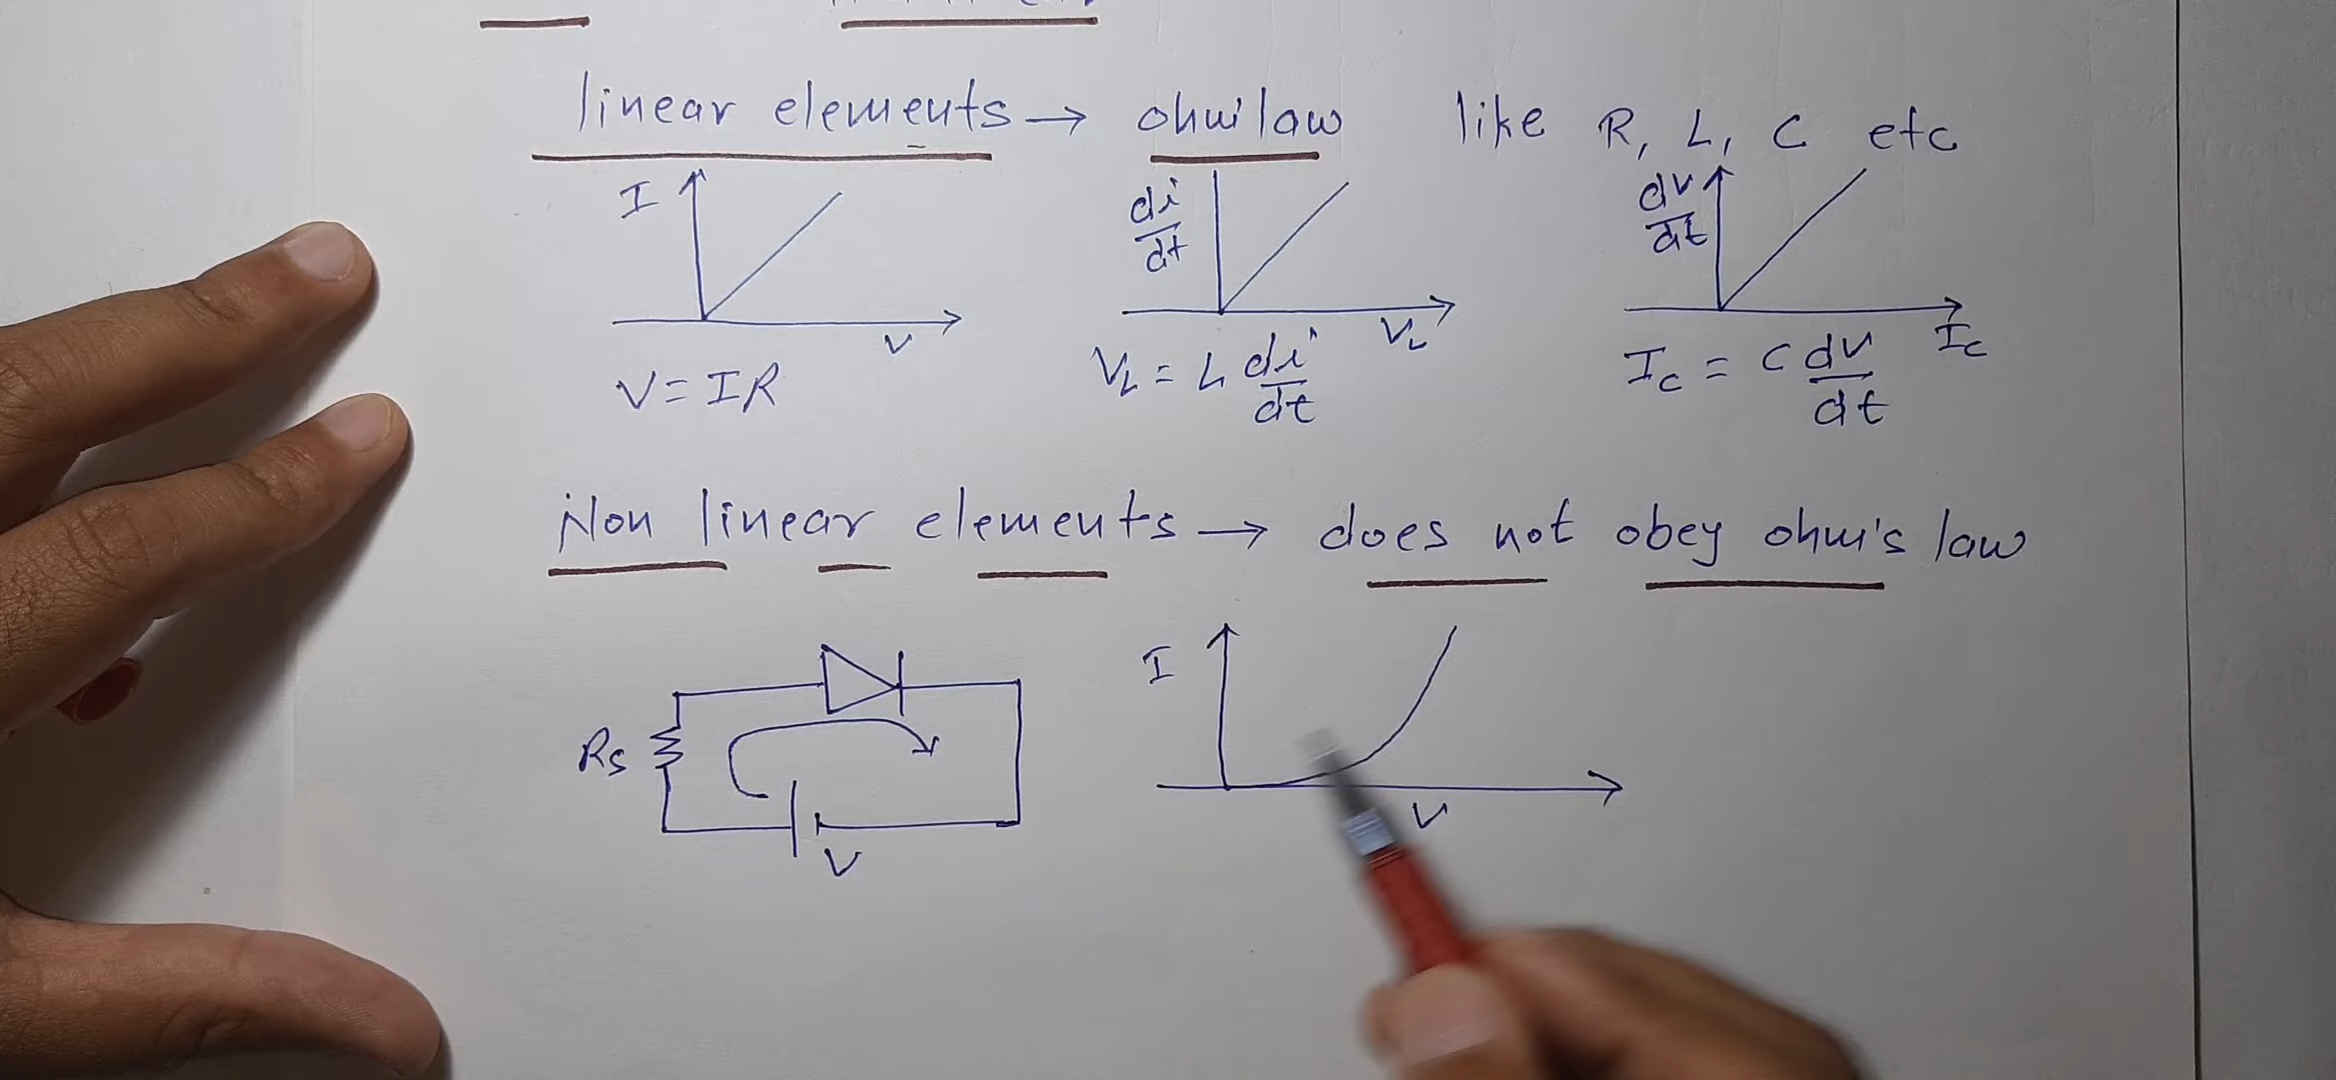 linear elements → ohm' law like R, L, C etc
I
V
V = IR
di/dt
VL
VL = L di/dt
dv/dt
Ic
Ic = C dv/dt
Non linear elements → does not obey ohm's law
Rs
V
I
V